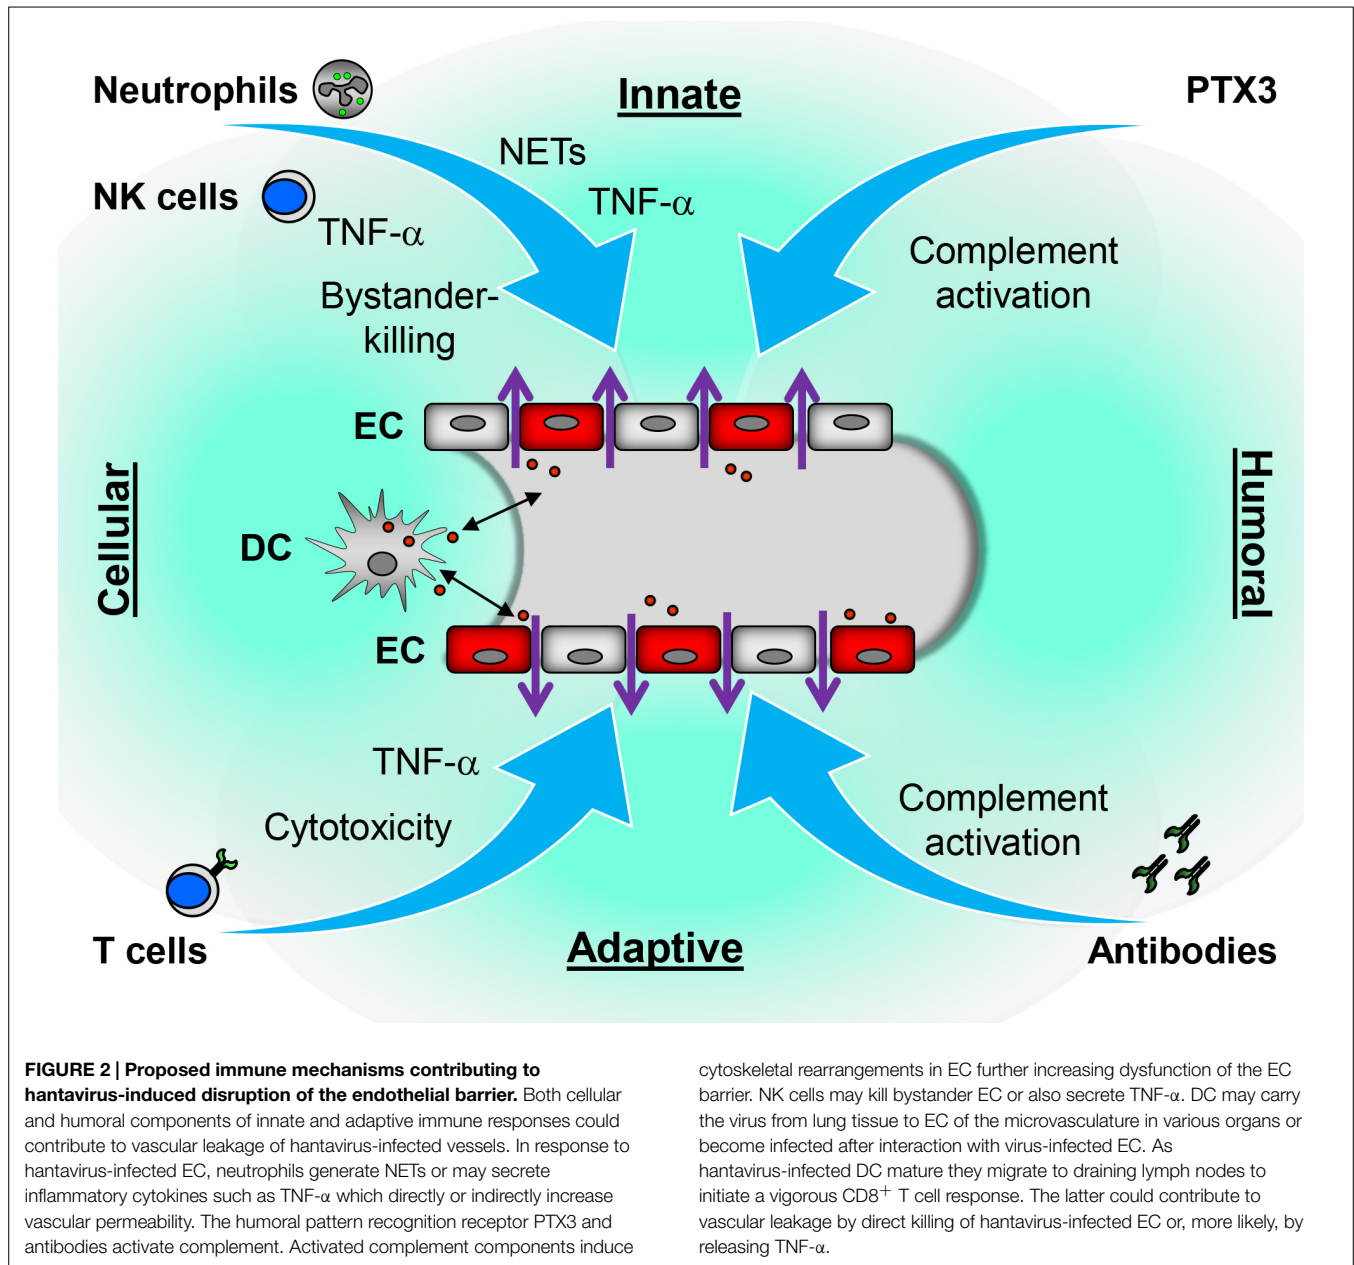 Neutrophils
Innate
PTX3
NETs
NK cells
TNF-α
TNF-α
Complement
activation
Bystander-
killing
EC
Cellular
Humoral
DC
EC
TNF-α
Cytotoxicity
Complement
activation
T cells
Adaptive
Antibodies
FIGURE 2 | Proposed immune mechanisms contributing to
hantavirus-induced disruption of the endothelial barrier. Both cellular
and humoral components of innate and adaptive immune responses could
contribute to vascular leakage of hantavirus-infected vessels. In response to
hantavirus-infected EC, neutrophils generate NETs or may secrete
inflammatory cytokines such as TNF-α which directly or indirectly increase
vascular permeability. The humoral pattern recognition receptor PTX3 and
antibodies activate complement. Activated complement components induce
cytoskeletal rearrangements in EC further increasing dysfunction of the EC
barrier. NK cells may kill bystander EC or also secrete TNF-α. DC may carry
the virus from lung tissue to EC of the microvasculature in various organs or
become infected after interaction with virus-infected EC. As
hantavirus-infected DC mature they migrate to draining lymph nodes to
initiate a vigorous CD8⁺ T cell response. The latter could contribute to
vascular leakage by direct killing of hantavirus-infected EC or, more likely, by
releasing TNF-α.